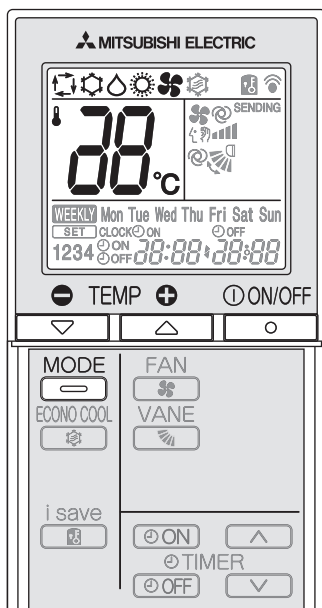 MITSUBISHI ELECTRIC
SENDING
88°C
WEEKLY Mon Tue Wed Thu Fri Sat Sun
SET CLOCK ON OFF
1234 ON OFF 88:88 88:88
TEMP ON/OFF
MODE FAN
ECONO COOL VANE
i save
ON
TIMER
OFF